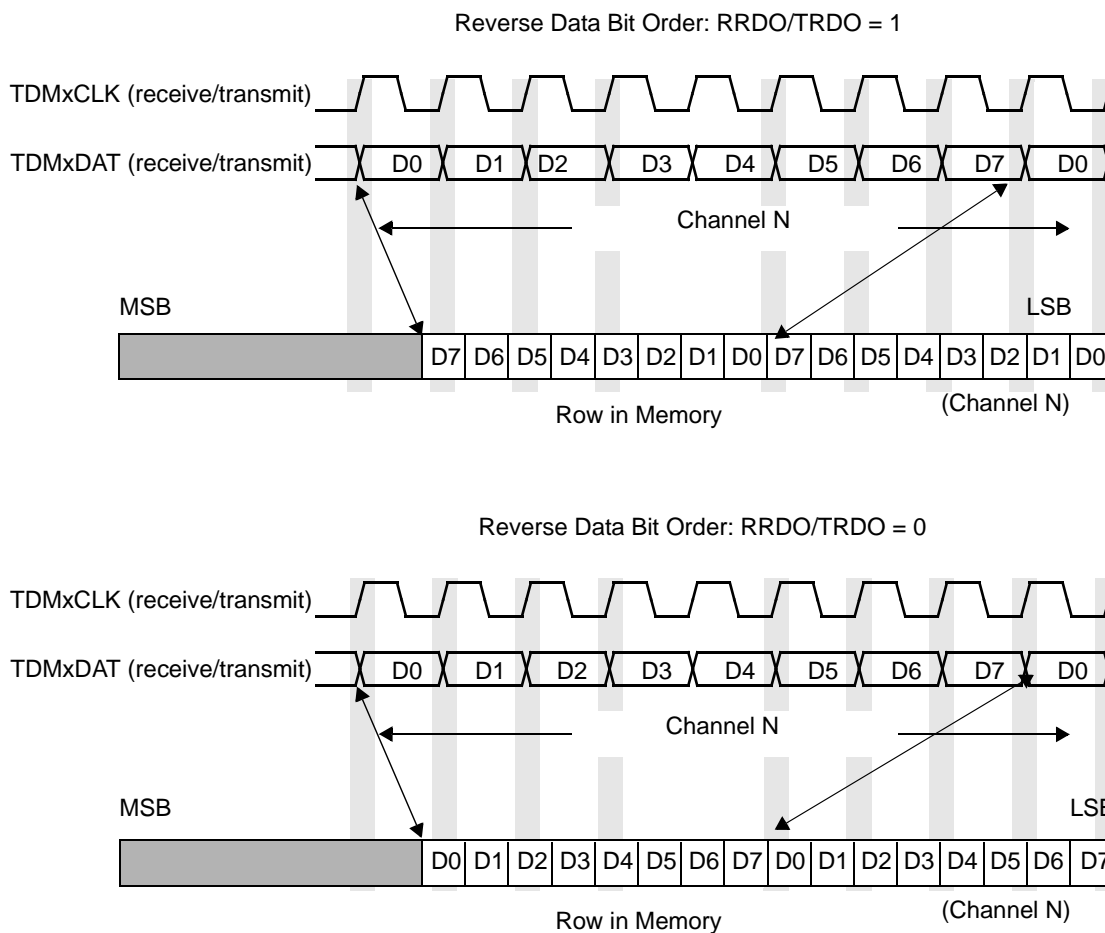 Reverse Data Bit Order: RRDO/TRDO = 1
TDMxCLK (receive/transmit)
TDMxDAT (receive/transmit) D0 D1 D2 D3 D4 D5 D6 D7 D0
Channel N
MSB LSB
D7 D6 D5 D4 D3 D2 D1 D0 D7 D6 D5 D4 D3 D2 D1 D0
Row in Memory (Channel N)
Reverse Data Bit Order: RRDO/TRDO = 0
TDMxCLK (receive/transmit)
TDMxDAT (receive/transmit) D0 D1 D2 D3 D4 D5 D6 D7 D0
Channel N
MSB LSB
D0 D1 D2 D3 D4 D5 D6 D7 D0 D1 D2 D3 D4 D5 D6 D7
Row in Memory (Channel N)